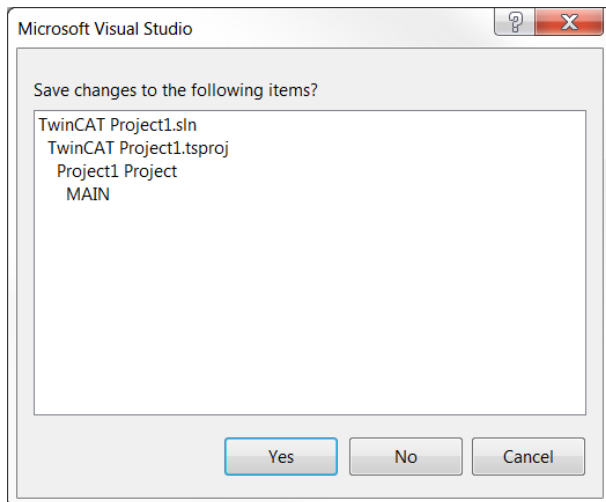 Microsoft Visual Studio
?
X
Save changes to the following items?
TwinCAT Project1.sln
TwinCAT Project1.tsproj
Project1 Project
MAIN
Yes No Cancel